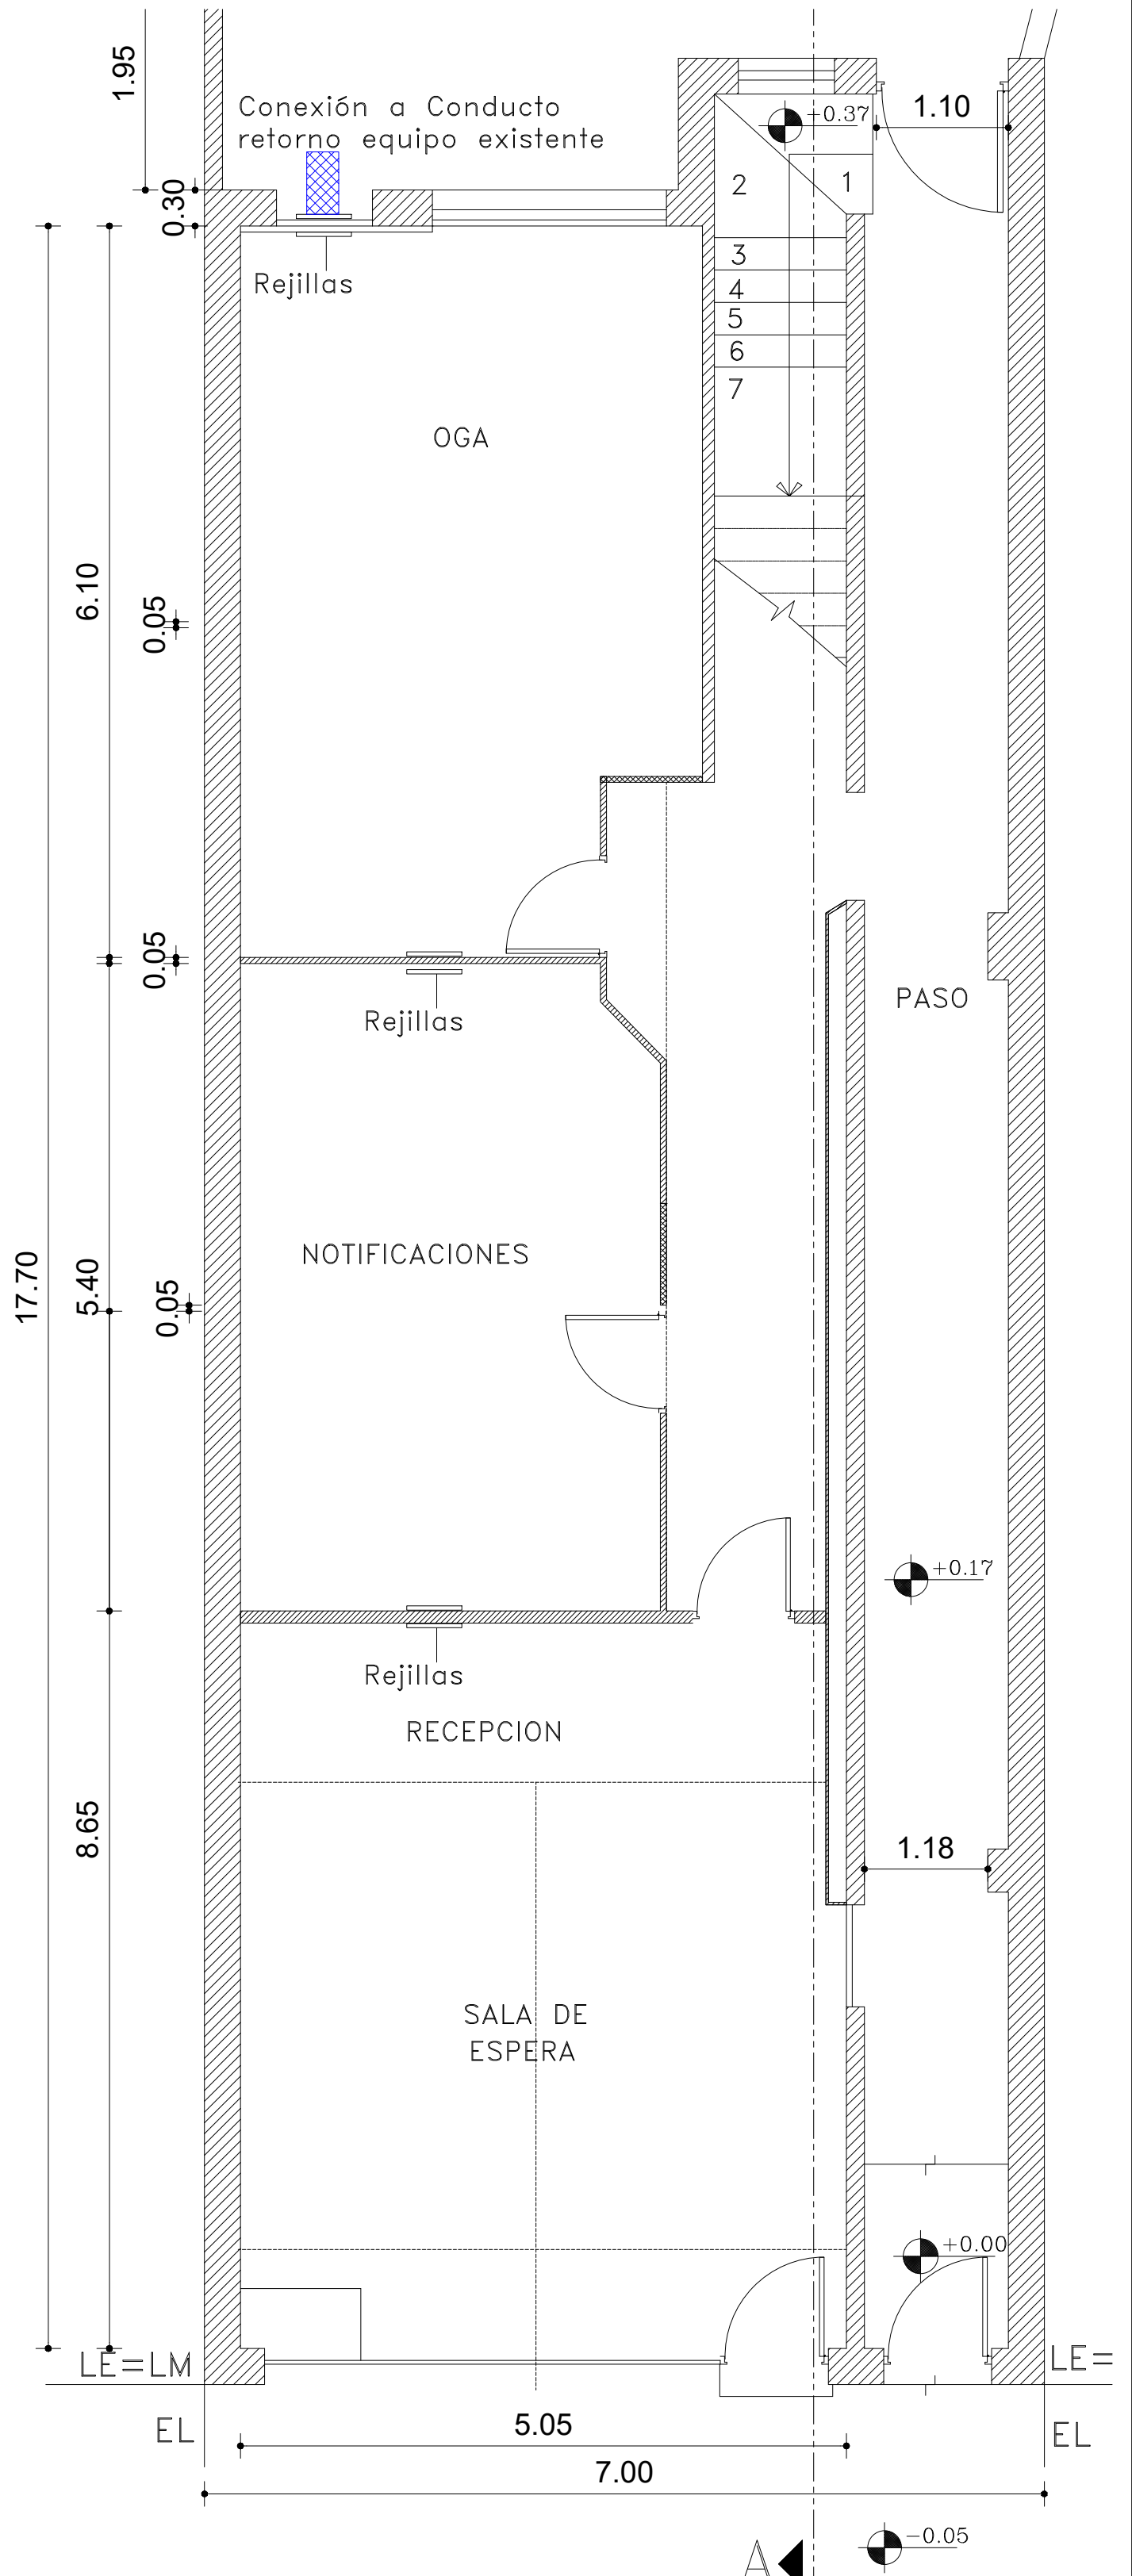 1.95
Conexión a Conducto
retorno equipo existente
+0.37
1.10
0.30
2
1
3
4
5
6
7
Rejillas
OGA
6.10
0.05
0.05
Rejillas
PASO
17.70
5.40
0.05
NOTIFICACIONES
+0.17
Rejillas
RECEPCION
8.65
1.18
SALA DE
ESPERA
+0.00
LE=LM
LE=
EL
5.05
EL
7.00
-0.05
A